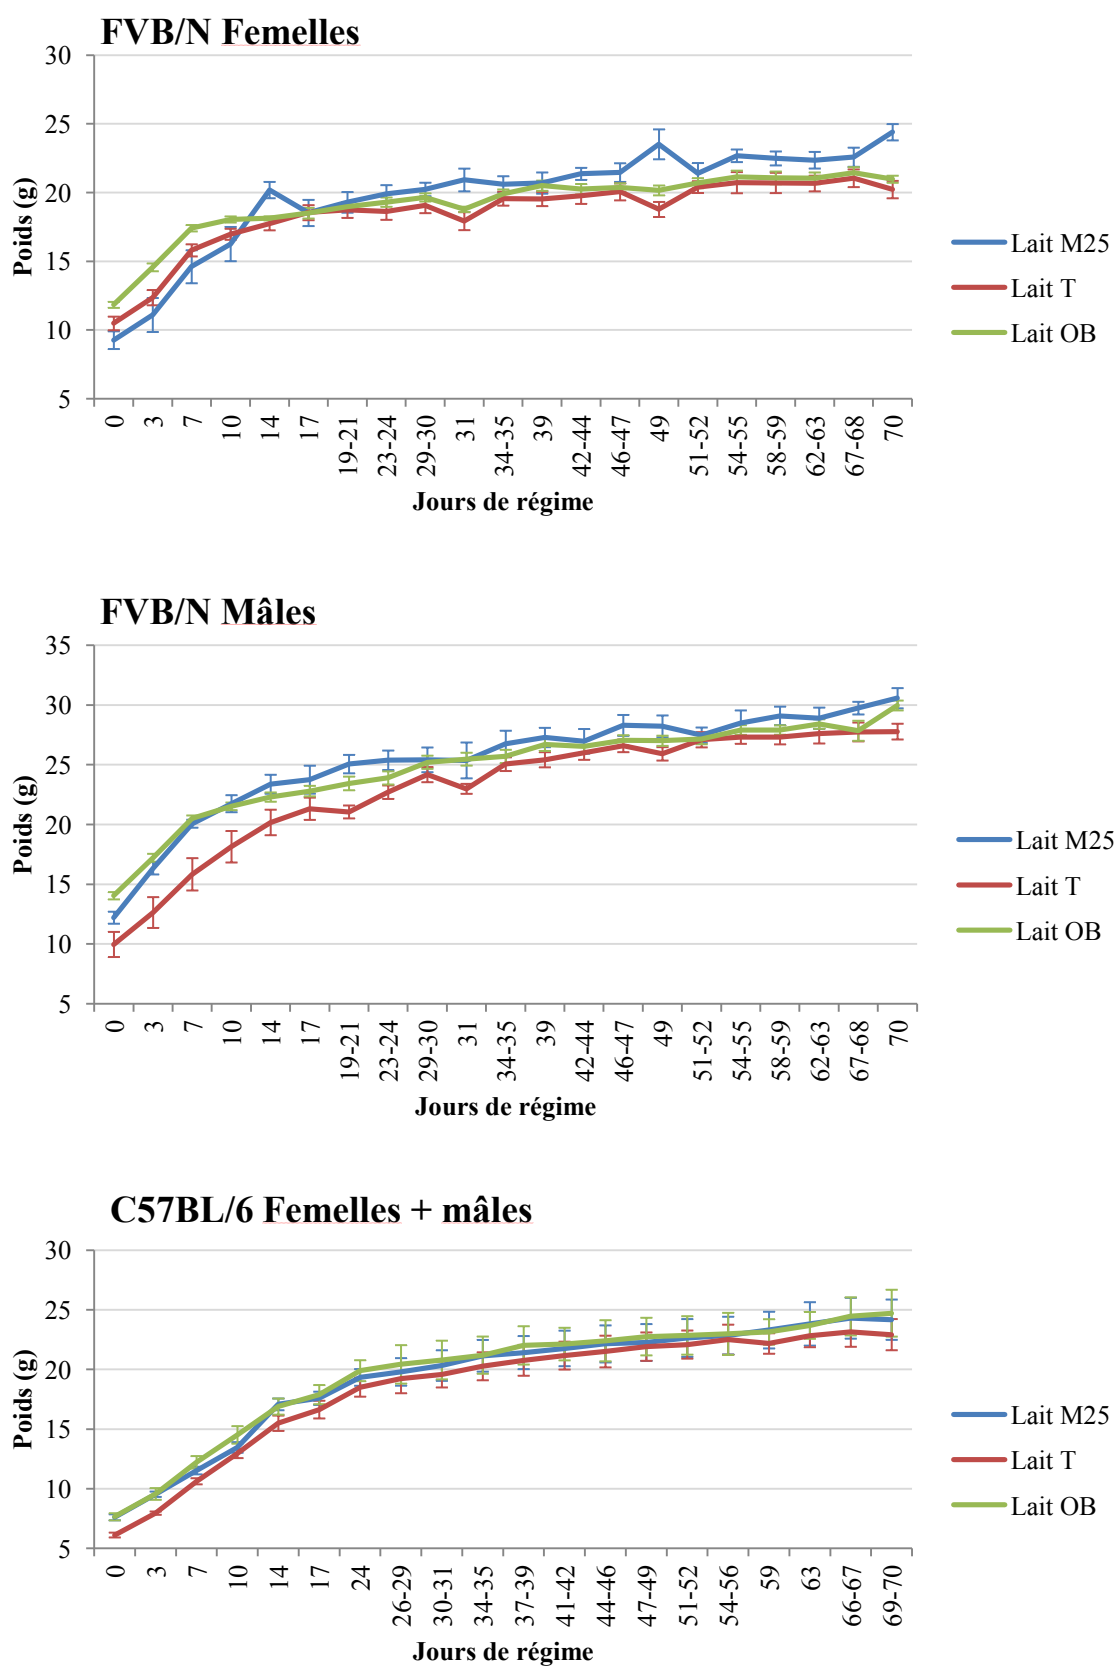 FVB/N Femelles
30
25
20
15
10
5
Poids (g)
0 3 7 10 14 17 19-21 23-24 29-30 31 34-35 39 42-44 46-47 49 51-52 54-55 58-59 62-63 67-68 70
Jours de régime
Lait M25
Lait T
Lait OB
FVB/N Mâles
35
30
25
20
15
10
5
Poids (g)
0 3 7 10 14 17 19-21 23-24 29-30 31 34-35 39 42-44 46-47 49 51-52 54-55 58-59 62-63 67-68 70
Jours de régime
Lait M25
Lait T
Lait OB
C57BL/6 Femelles + mâles
30
25
20
15
10
5
Poids (g)
0 3 7 10 14 17 24 26-29 30-31 34-35 37-39 41-42 44-46 47-49 51-52 54-56 59 63 66-67 69-70
Jours de régime
Lait M25
Lait T
Lait OB